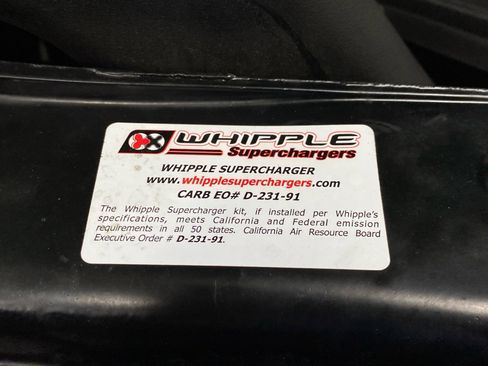 WHIPPLE
Superchargers
WHIPPLE SUPERCHARGER
www.whipplesuperchargers.com
CARB EO# D-231-91
The Whipple Supercharger kit, if installed per Whipple's
specifications, meets California and Federal emission
requirements in all 50 states. California Air Resource Board
Executive Order # D-231-91.